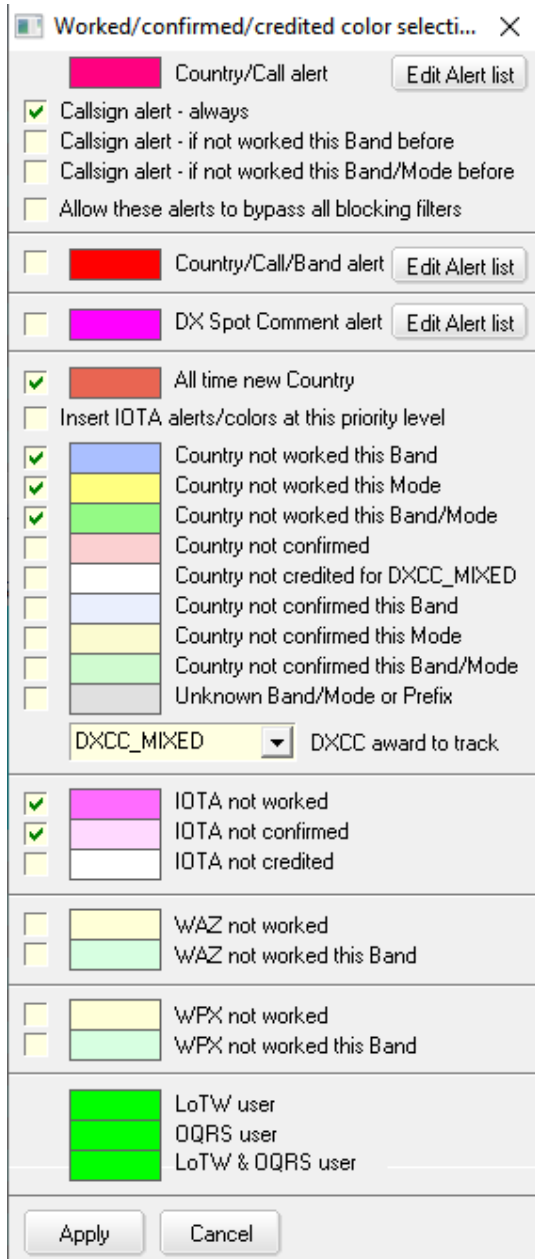 Worked/confirmed/credited color selecti...
Country/Call alert Edit Alert list
Callsign alert - always
Callsign alert - if not worked this Band before
Callsign alert - if not worked this Band/Mode before
Allow these alerts to bypass all blocking filters
Country/Call/Band alert Edit Alert list
DX Spot Comment alert Edit Alert list
All time new Country
Insert IOTA alerts/colors at this priority level
Country not worked this Band
Country not worked this Mode
Country not worked this Band/Mode
Country not confirmed
Country not credited for DXCC_MIXED
Country not confirmed this Band
Country not confirmed this Mode
Country not confirmed this Band/Mode
Unknown Band/Mode or Prefix
DXCC_MIXED DXCC award to track
IOTA not worked
IOTA not confirmed
IOTA not credited
WAZ not worked
WAZ not worked this Band
WPX not worked
WPX not worked this Band
LoTW user
OQRS user
LoTW & OQRS user
Apply Cancel